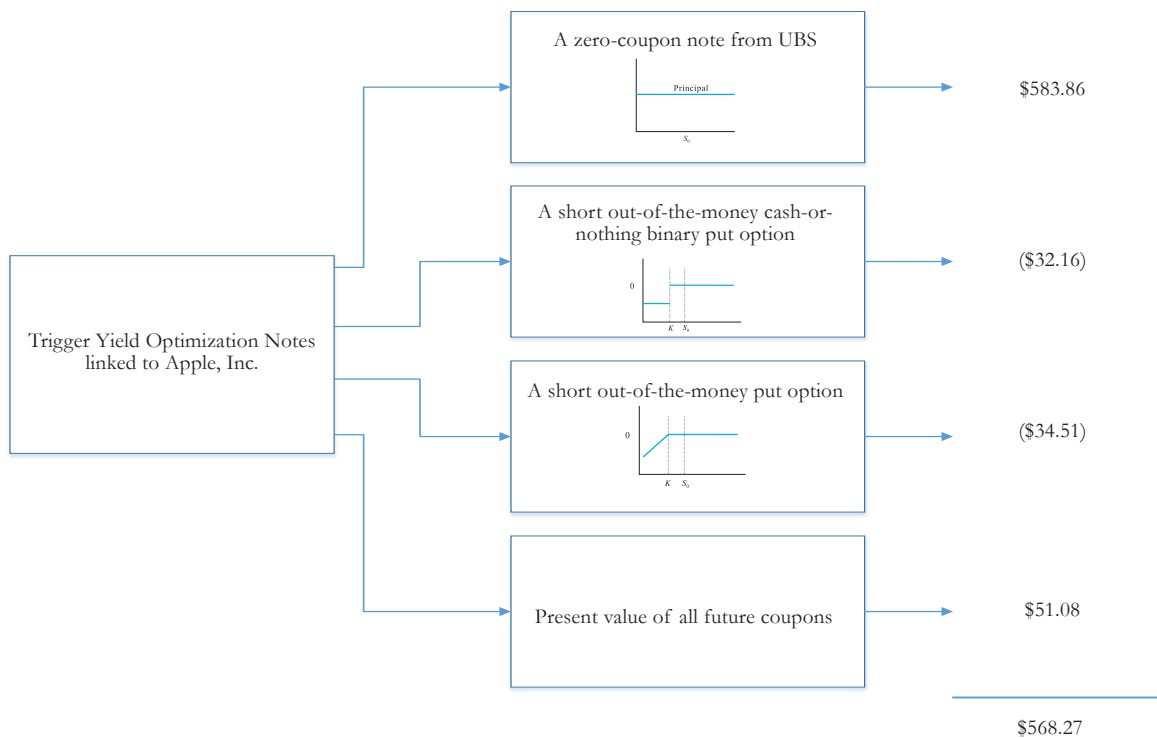 A zero-coupon note from UBS
Principal
S₀
$583.86
A short out-of-the-money cash-or-
nothing binary put option
0
K S₀
($32.16)
Trigger Yield Optimization Notes
linked to Apple, Inc.
A short out-of-the-money put option
0
K S₀
($34.51)
Present value of all future coupons
$51.08
$568.27